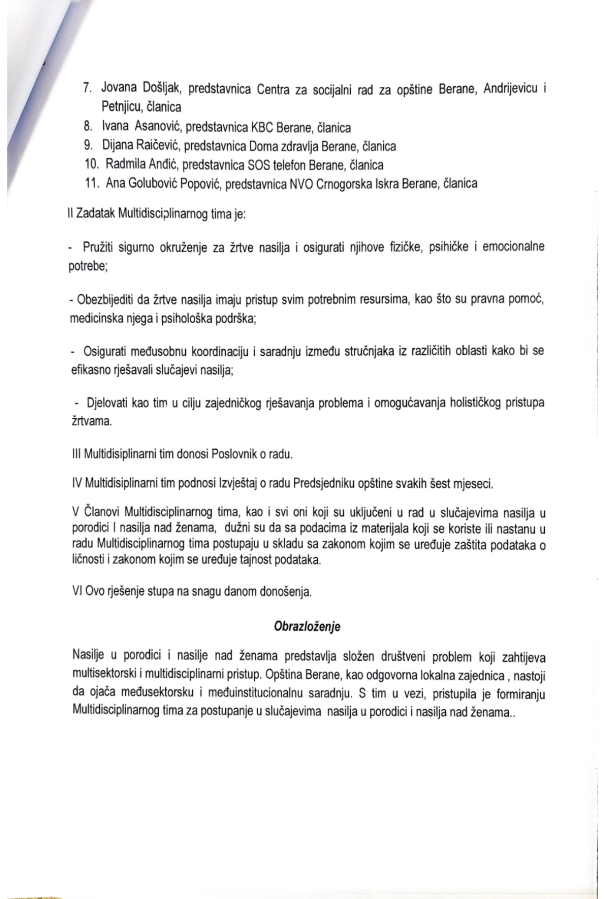 7. Jovana Došljak, predstavnica Centra za socijalni rad za opštine Berane, Andrijevicu i
Petnjicu, članica
8. Ivana Asanović, predstavnica KBC Berane, članica
9. Dijana Raičević, predstavnica Doma zdravlja Berane, članica
10. Radmila Anđić, predstavnica SOS telefon Berane, članica
11. Ana Golubović Popović, predstavnica NVO Crnogorska Iskra Berane, članica
II Zadatak Multidisciplinarnog tima je:
- Pružiti sigurno okruženje za žrtve nasilja i osigurati njihove fizičke, psihičke i emocionalne
potrebe;
- Obezbijediti da žrtve nasilja imaju pristup svim potrebnim resursima, kao što su pravna pomoć,
medicinska njega i psihološka podrška;
- Osigurati međusobnu koordinaciju i saradnju između stručnjaka iz različitih oblasti kako bi se
efikasno rješavali slučajevi nasilja;
- Djelovati kao tim u cilju zajedničkog rješavanja problema i omogućavanja holističkog pristupa
žrtvama.
III Multidisiplinarni tim donosi Poslovnik o radu.
IV Multidisiplinarni tim podnosi Izvještaj o radu Predsjedniku opštine svakih šest mjeseci.
V Članovi Multidisciplinarnog tima, kao i svi oni koji su uključeni u rad u slučajevima nasilja u
porodici I nasilja nad ženama, dužni su da sa podacima iz materijala koji se koriste ili nastanu u
radu Multidisciplinarnog tima postupaju u skladu sa zakonom kojim se uređuje zaštita podataka o
ličnosti i zakonom kojim se uređuje tajnost podataka.
VI Ovo rješenje stupa na snagu danom donošenja.
Obrazloženje
Nasilje u porodici i nasilje nad ženama predstavlja složen društveni problem koji zahtijeva
multisektorski i multidisciplinarni pristup. Opština Berane, kao odgovorna lokalna zajednica , nastoji
da ojača međusektorsku i međuinstitucionalnu saradnju. S tim u vezi, pristupila je formiranju
Multidisciplinarnog tima za postupanje u slučajevima nasilja u porodici i nasilja nad ženama..